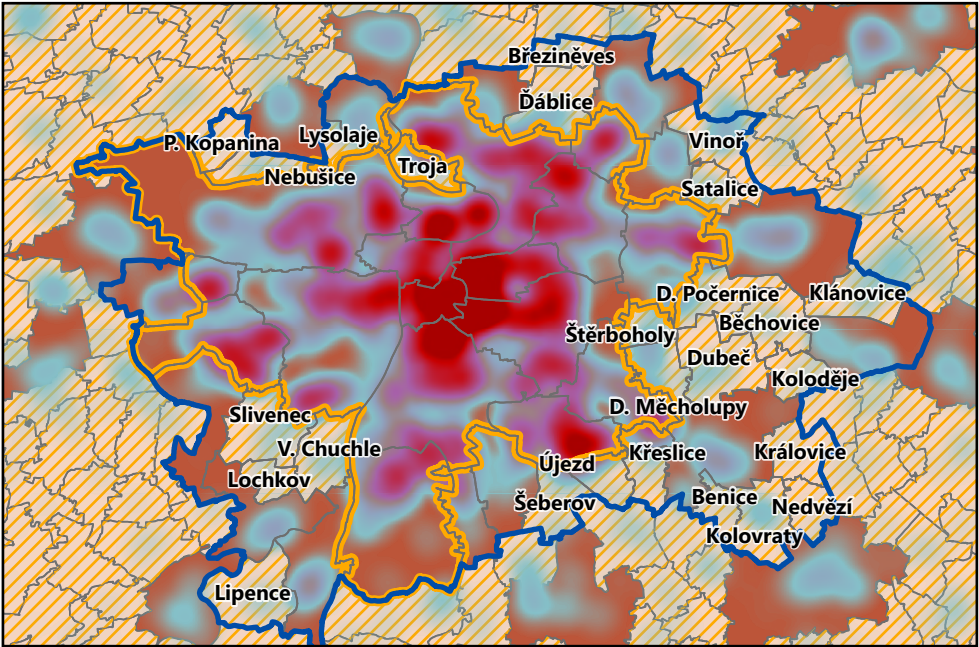 Březiněves
Ďáblice
P. Kopanina
Lysolaje
Vinoř
Troja
Nebušice
Satalice
D. Počernice
Klánovice
Běchovice
Štěrboholy
Dubeč
Koloděje
D. Měcholupy
Slivenec
V. Chuchle
Křeslice
Královice
Újezd
Lochkov
Benice
Šeberov
Nedvězí
Kolovraty
Lipence